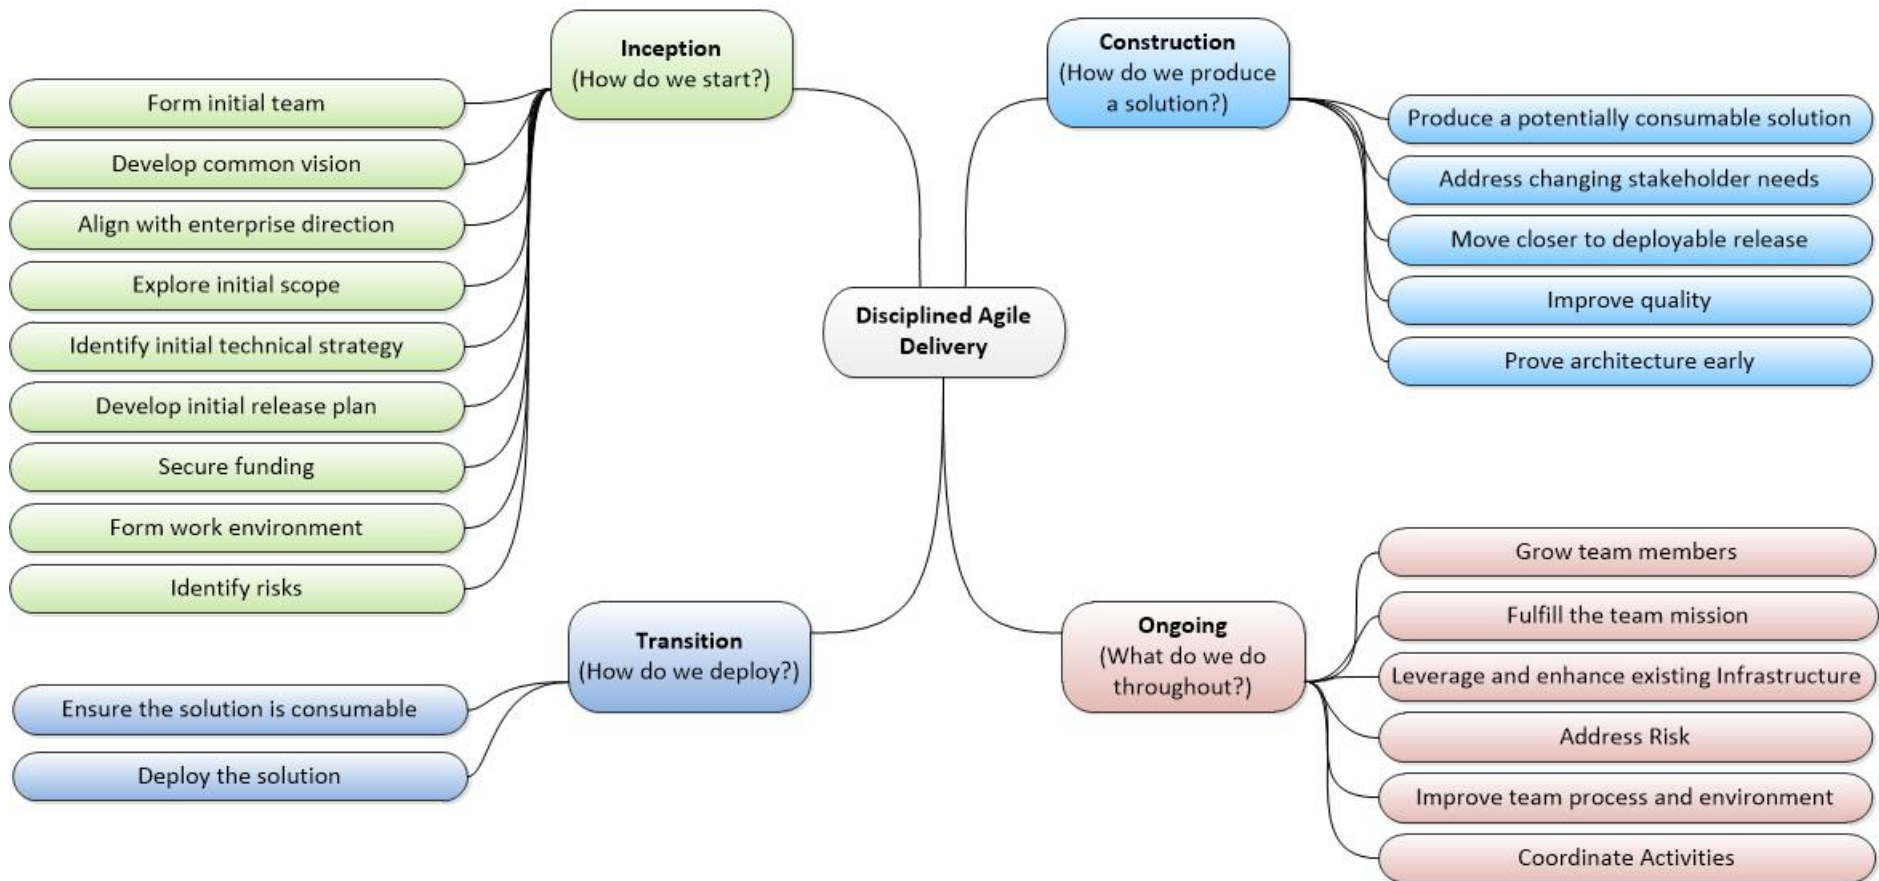 Inception
(How do we start?)
Form initial team
Develop common vision
Align with enterprise direction
Explore initial scope
Identify initial technical strategy
Develop initial release plan
Secure funding
Form work environment
Identify risks
Construction
(How do we produce
a solution?)
Produce a potentially consumable solution
Address changing stakeholder needs
Move closer to deployable release
Improve quality
Prove architecture early
Disciplined Agile
Delivery
Transition
(How do we deploy?)
Ensure the solution is consumable
Deploy the solution
Ongoing
(What do we do
throughout?)
Grow team members
Fulfill the team mission
Leverage and enhance existing Infrastructure
Address Risk
Improve team process and environment
Coordinate Activities